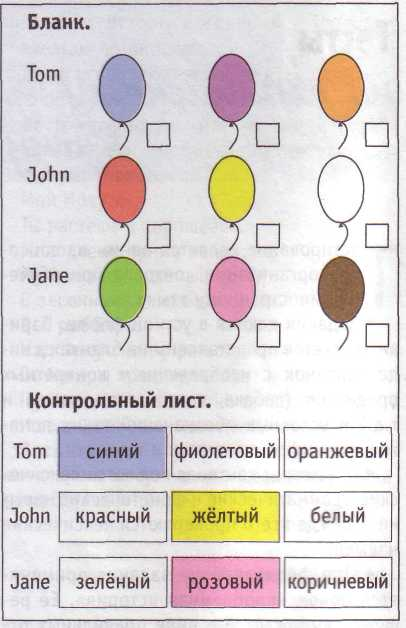 Бланк.
Tom
John
Jane
Контрольный лист.
Tom синий фиолетовый оранжевый
John красный жёлтый белый
Jane зелёный розовый коричневый